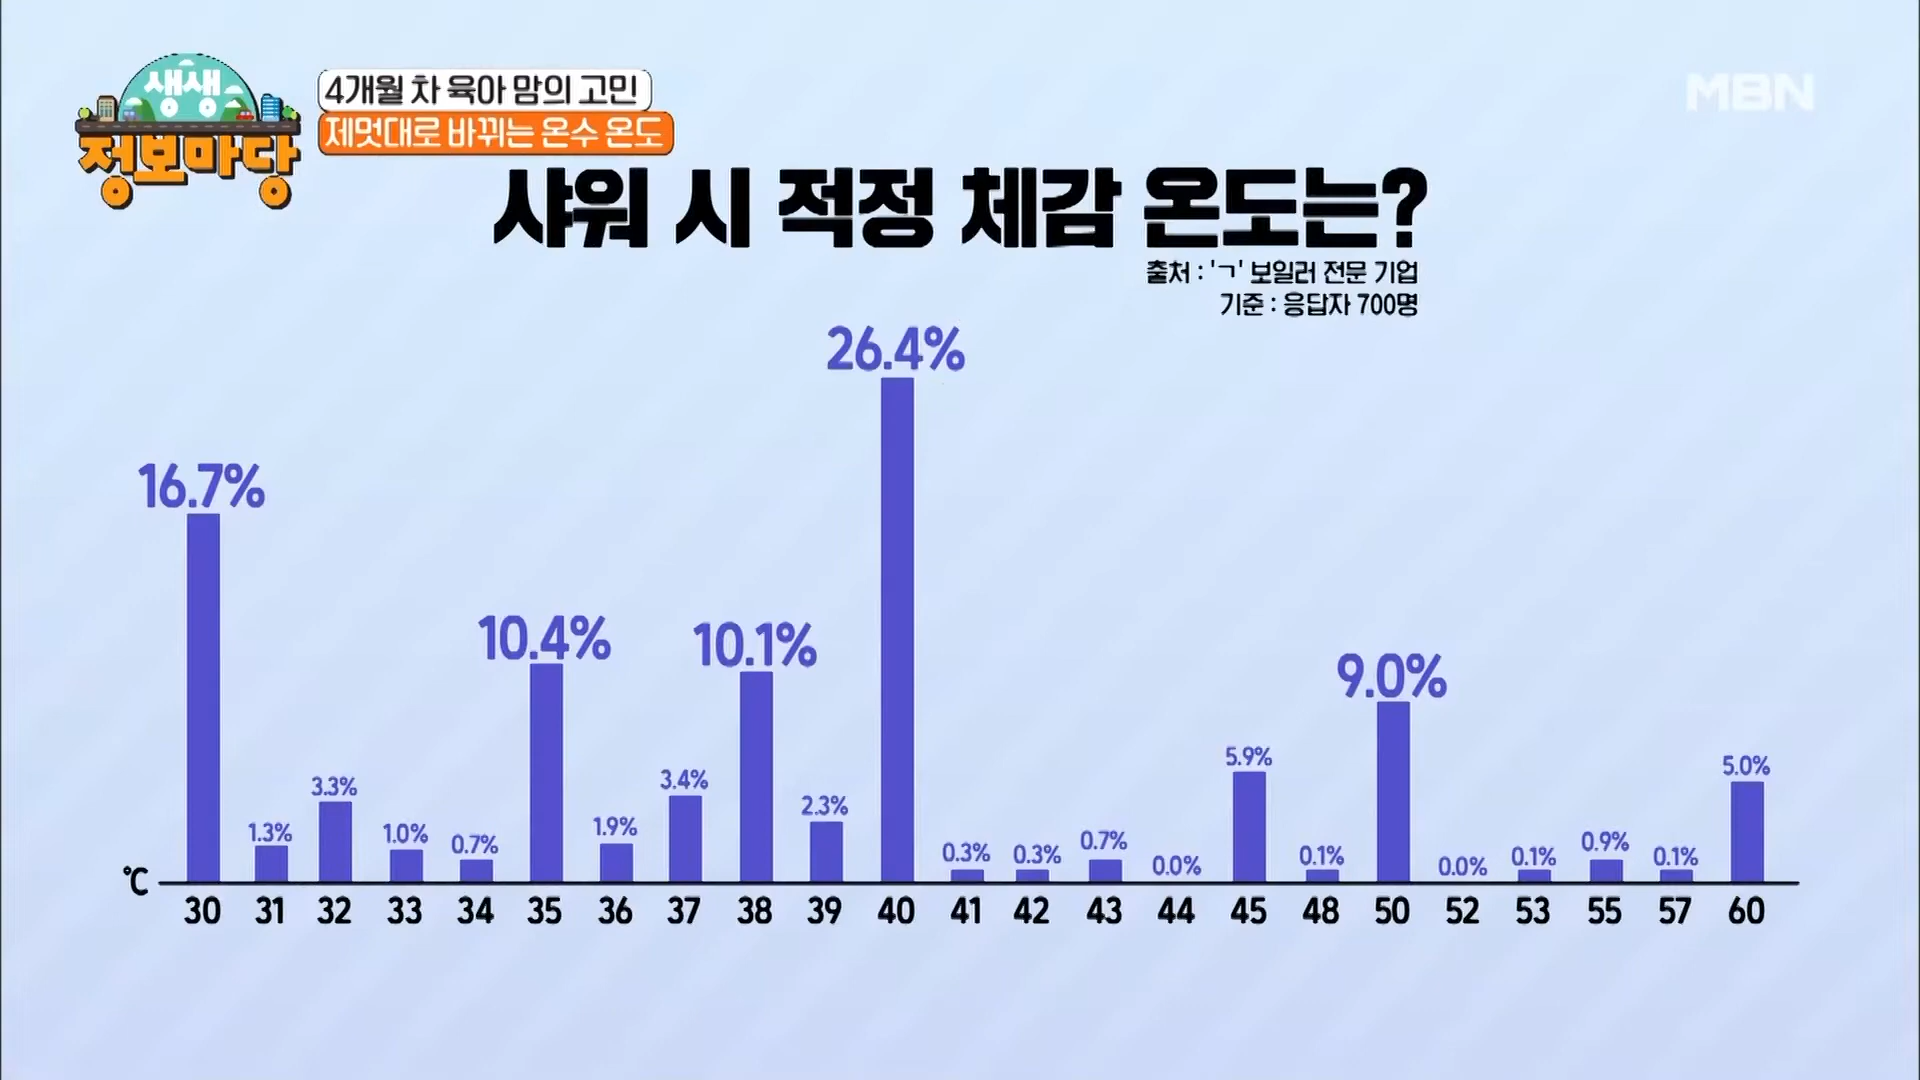 생생
정보마당
4개월 차 육아 맘의 고민
제멋대로 바뀌는 온수 온도
MBN
샤워 시 적정 체감 온도는?
출처 : 'ㄱ' 보일러 전문 기업
기준 : 응답자 700명
16.7% 1.3% 3.3% 1.0% 0.7% 10.4% 1.9% 3.4% 10.1% 2.3% 26.4% 0.3% 0.3% 0.7% 0.0% 5.9% 0.1% 9.0% 0.0% 0.1% 0.9% 0.1% 5.0%
℃ 30 31 32 33 34 35 36 37 38 39 40 41 42 43 44 45 48 50 52 53 55 57 60